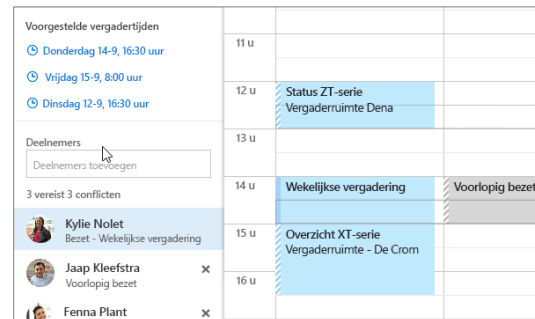 Voorgestelde vergadertijden
Donderdag 14-9, 16:30 uur
Vrijdag 15-9, 8:00 uur
Dinsdag 12-9, 16:30 uur
Deelnemers
Deelnemers toevoegen
3 vereist 3 conflicten
Kylie Nolet
Bezet - Wekelijkse vergadering
Jaap Kleefstra
Voorlopig bezet
Fenna Plant
11 u
12 u
Status ZT-serie
Vergaderruimte Dena
13 u
14 u
Wekelijkse vergadering
Voorlopig bezet
15 u
Overzicht XT-serie
Vergaderruimte - De Crom
16 u